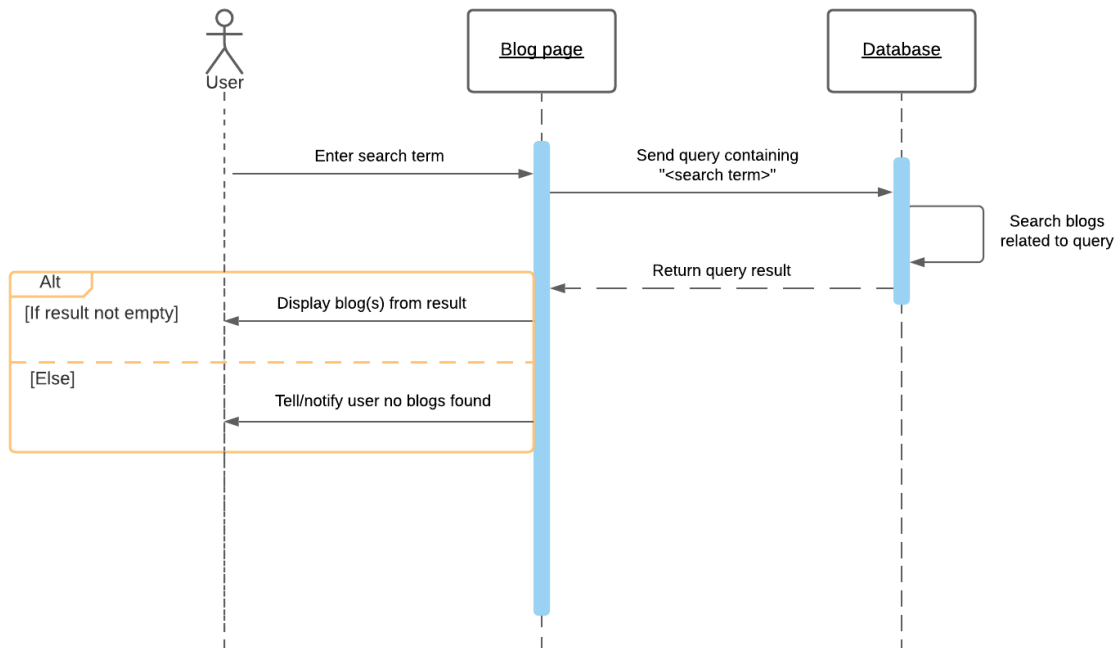 User
Blog page
Database
Enter search term
Send query containing
"<search term>"
Search blogs
related to query
Return query result
Alt
[If result not empty]
Display blog(s) from result
[Else]
Tell/notify user no blogs found